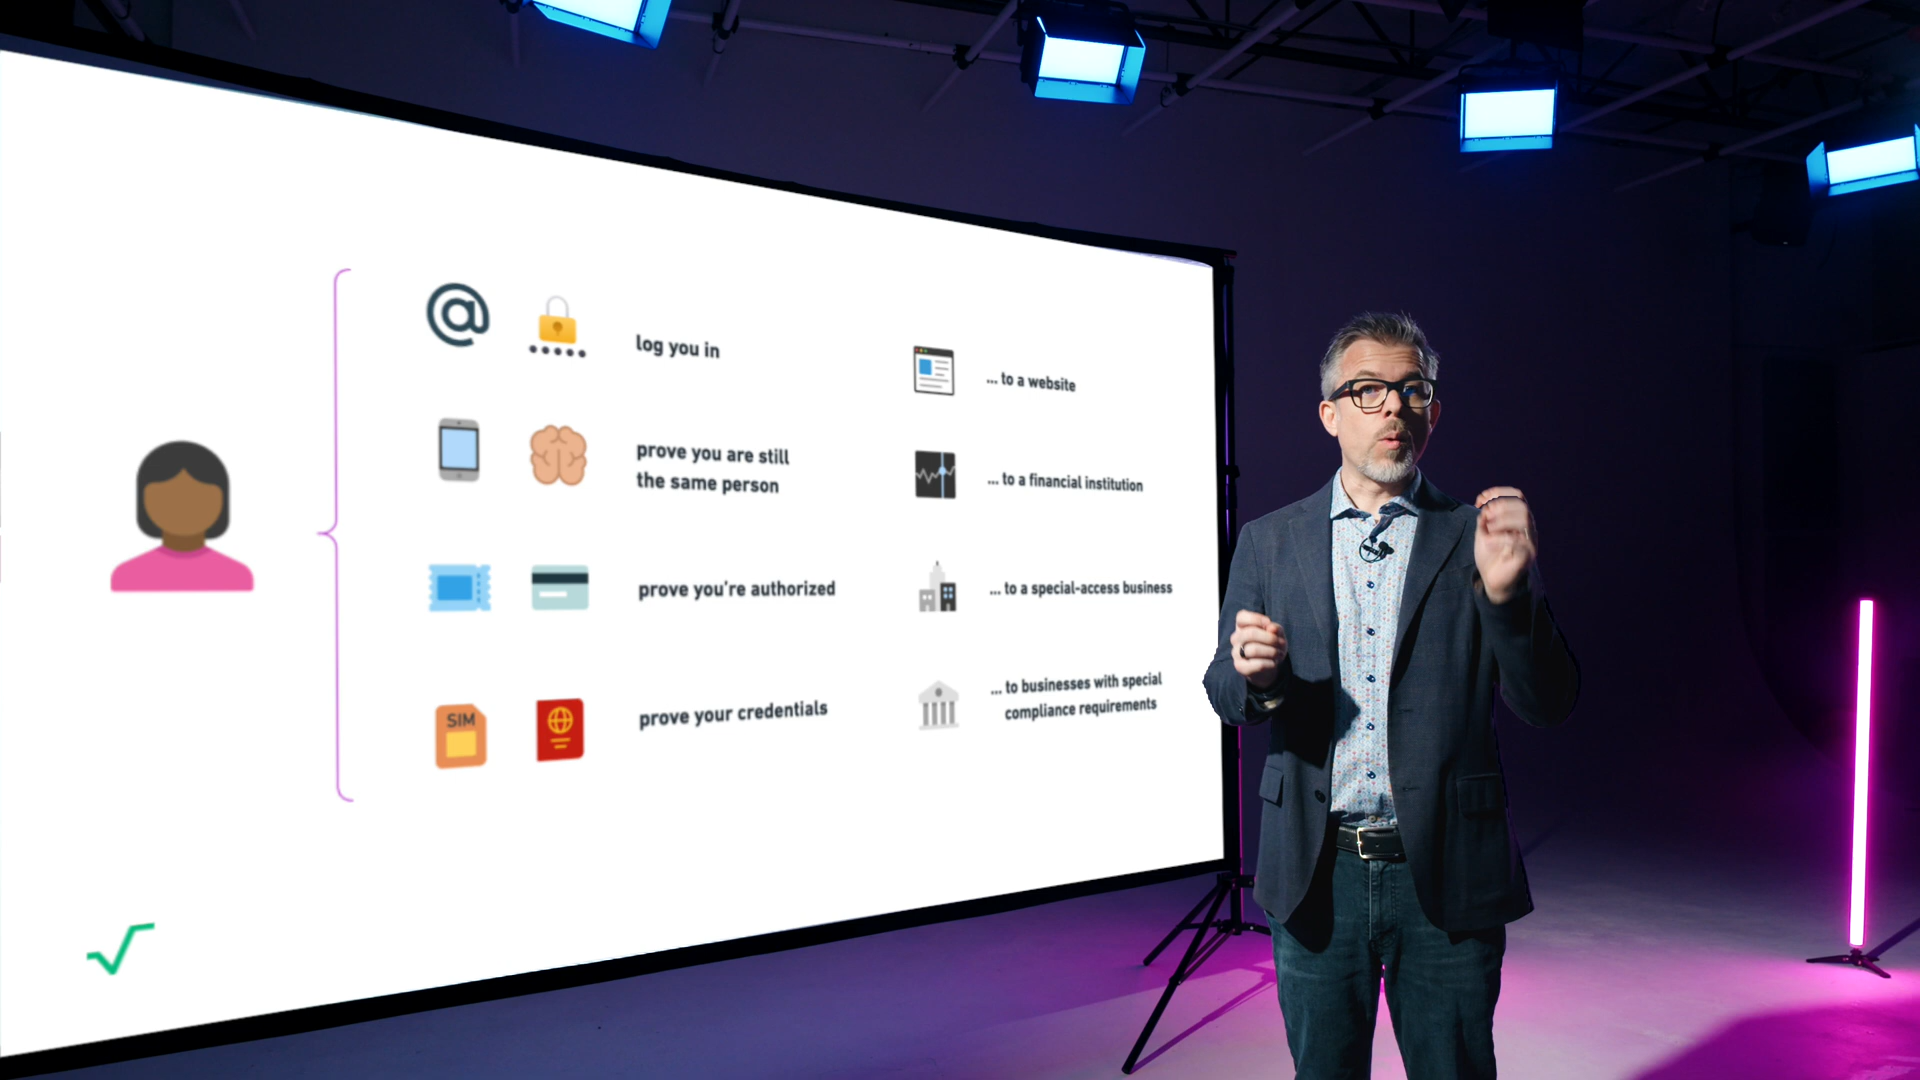 log you in
... to a website
prove you are still
the same person
... to a financial institution
prove you're authorized
... to a special-access business
SIM
prove your credentials
... to businesses with special
compliance requirements